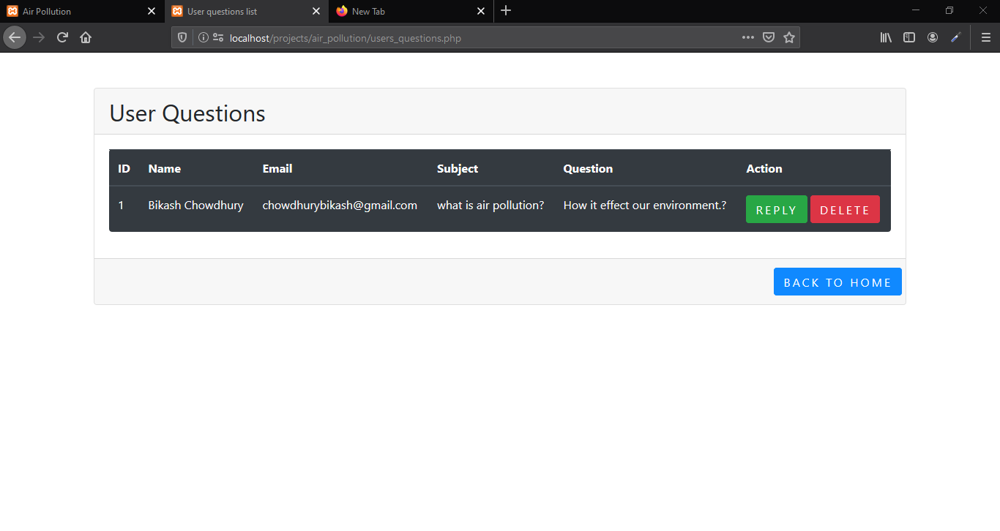 Air Pollution User questions list New Tab
localhost/projects/air_pollution/users_questions.php
User Questions
ID Name Email Subject Question Action
1 Bikash Chowdhury chowdhurybikash@gmail.com what is air pollution? How it effect our environment.? REPLY DELETE
BACK TO HOME